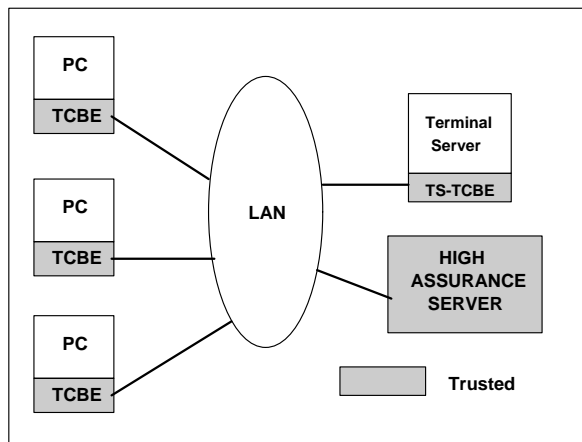 PC
TCBE
PC
TCBE
PC
TCBE
LAN
Terminal
Server
TS-TCBE
HIGH
ASSURANCE
SERVER
Trusted